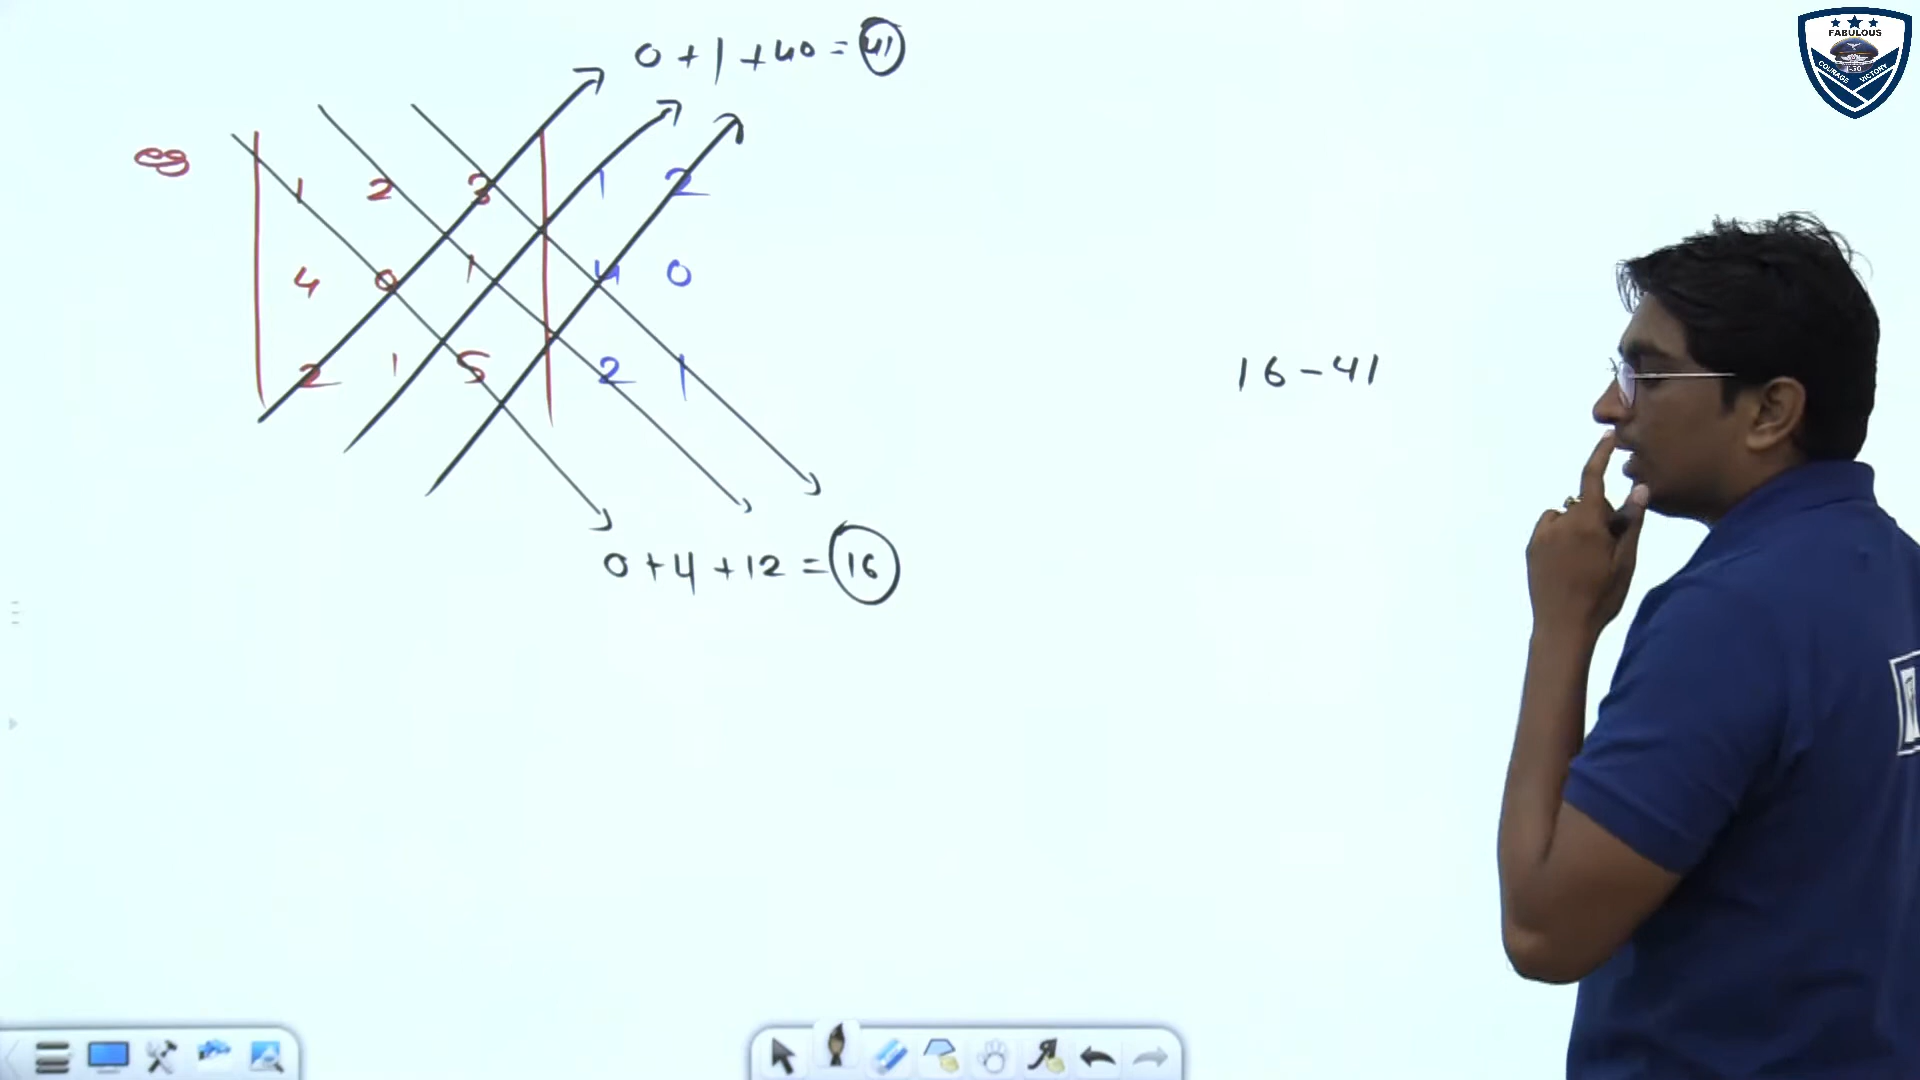 0 + 1 + 40 = 41
eg
1 2 3 1 2
4 0 1 4 0
2 1 5 2 1
0 + 4 + 12 = 16
16 - 41
FABULOUS
COURAGE
VICTORY